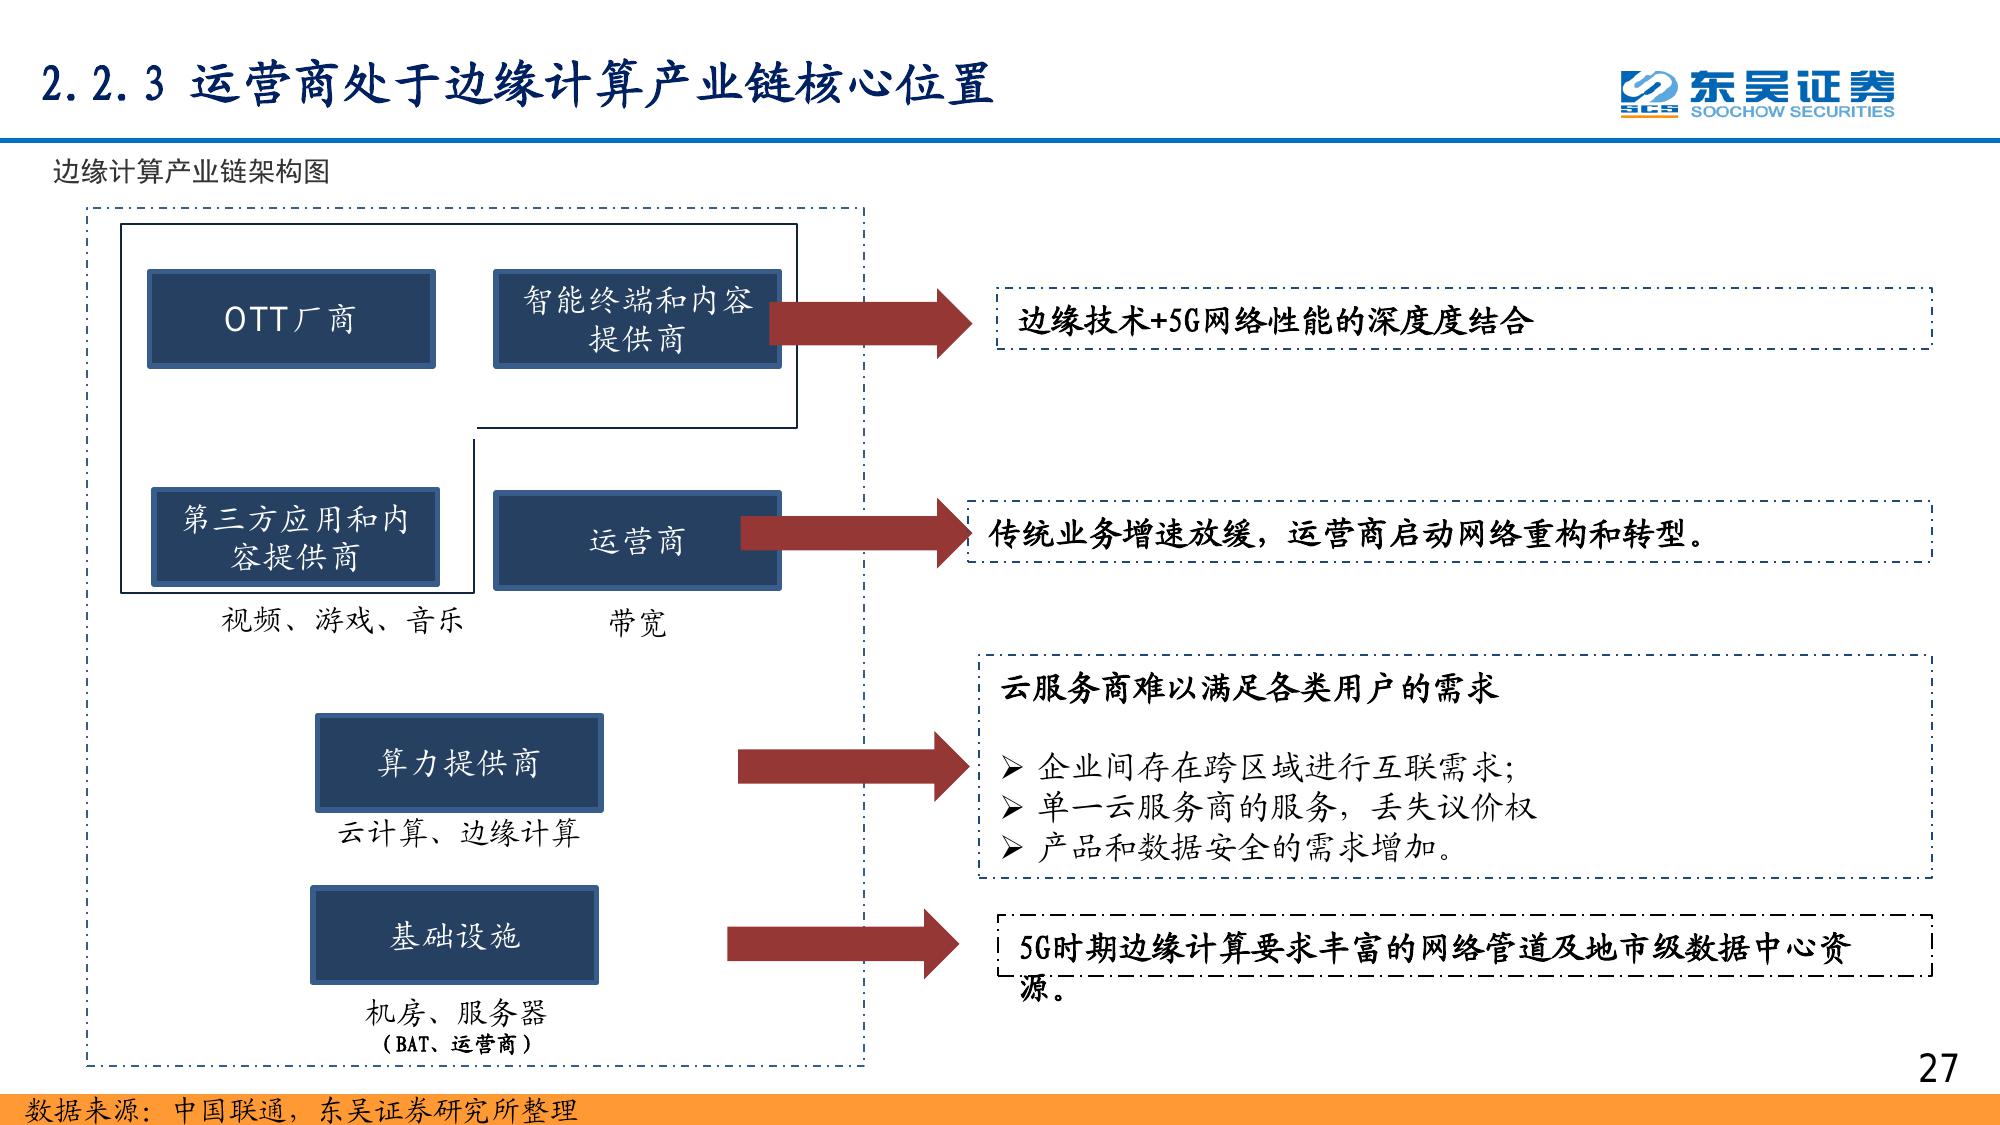 2.2.3 运营商处于边缘计算产业链核心位置
东吴证券
SCS
SOOCHOW SECURITIES
边缘计算产业链架构图
OTT厂商
智能终端和内容
提供商
边缘技术+5G网络性能的深度度结合
第三方应用和内
容提供商
运营商
传统业务增速放缓，运营商启动网络重构和转型。
视频、游戏、音乐
带宽
云服务商难以满足各类用户的需求
算力提供商
➢ 企业间存在跨区域进行互联需求；
➢ 单一云服务商的服务，丢失议价权
➢ 产品和数据安全的需求增加。
云计算、边缘计算
基础设施
5G时期边缘计算要求丰富的网络管道及地市级数据中心资
源。
机房、服务器
（BAT、运营商）
27
数据来源：中国联通，东吴证券研究所整理